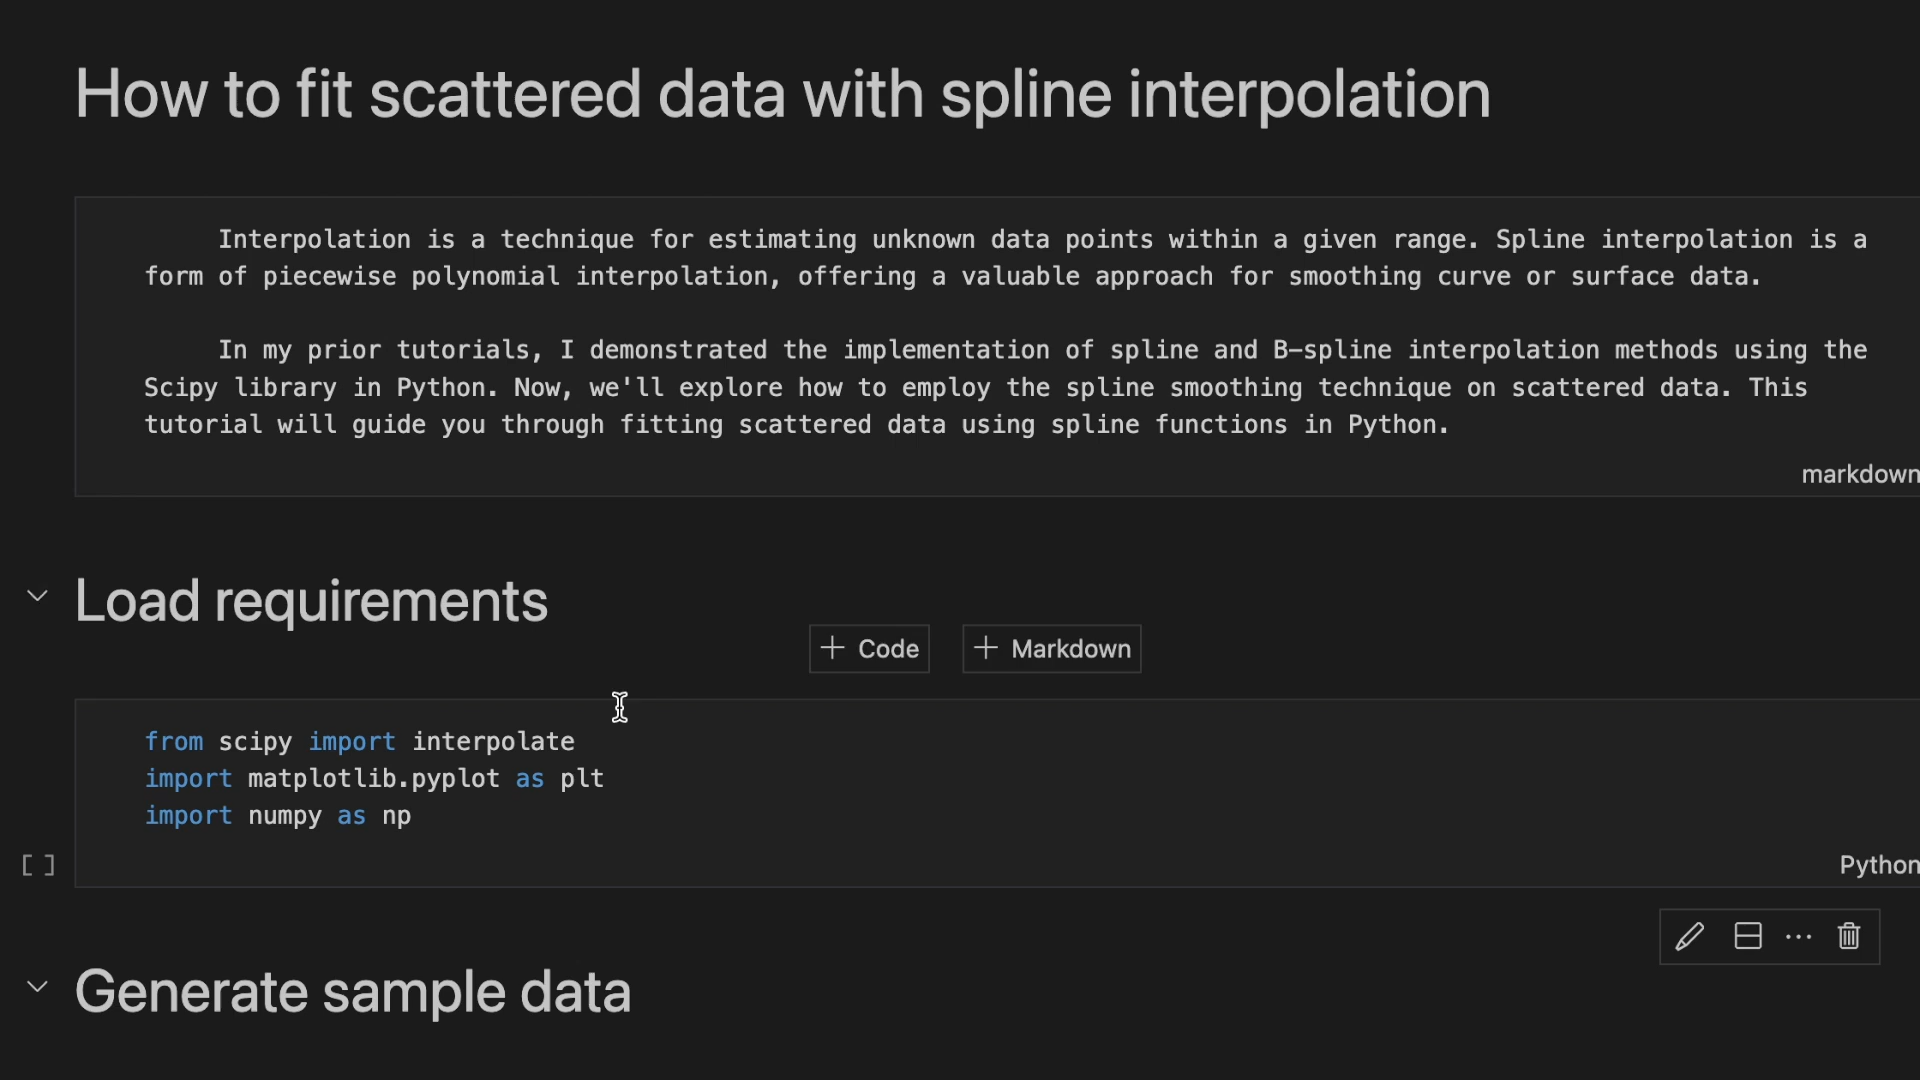 How to fit scattered data with spline interpolation
Interpolation is a technique for estimating unknown data points within a given range. Spline interpolation is a
form of piecewise polynomial interpolation, offering a valuable approach for smoothing curve or surface data.
In my prior tutorials, I demonstrated the implementation of spline and B-spline interpolation methods using the
Scipy library in Python. Now, we'll explore how to employ the spline smoothing technique on scattered data. This
tutorial will guide you through fitting scattered data using spline functions in Python.
markdown
Load requirements
+ Code + Markdown
from scipy import interpolate
import matplotlib.pyplot as plt
import numpy as np
[ ]
Python
Generate sample data